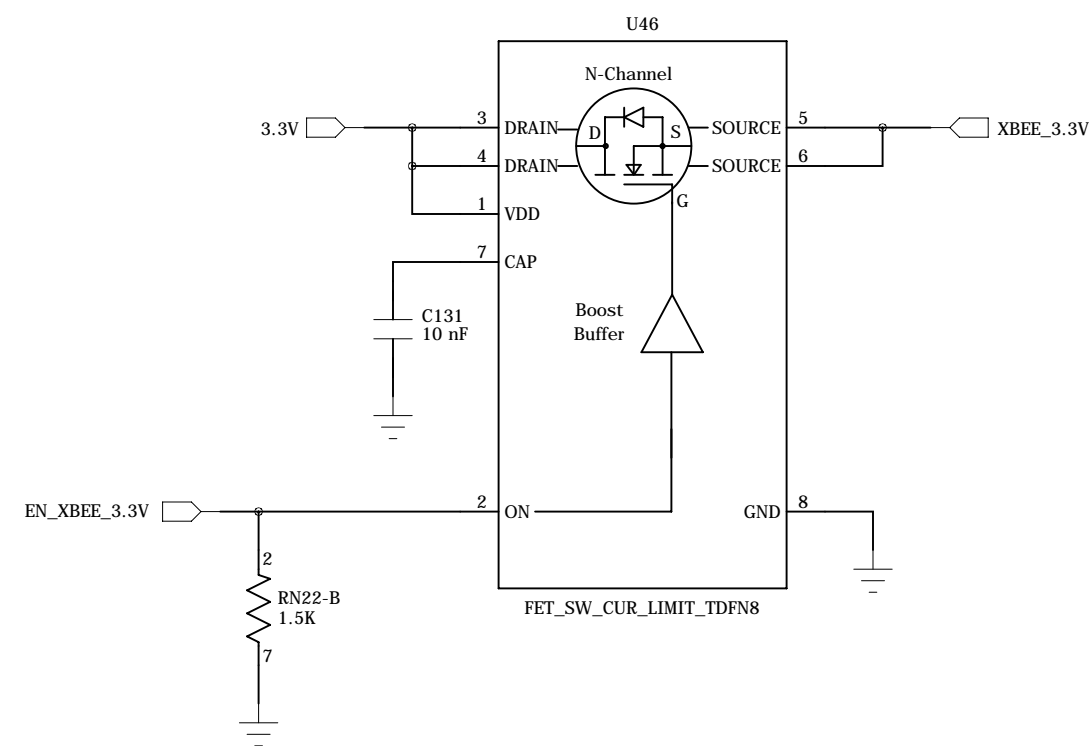 U46
N-Channel
3.3V
3
DRAIN
D
S
SOURCE
5
XBEE_3.3V
4
DRAIN
SOURCE
6
G
1
VDD
7
CAP
C131
10 nF
Boost
Buffer
EN_XBEE_3.3V
2
ON
GND
8
2
RN22-B
1.5K
7
FET_SW_CUR_LIMIT_TDFN8